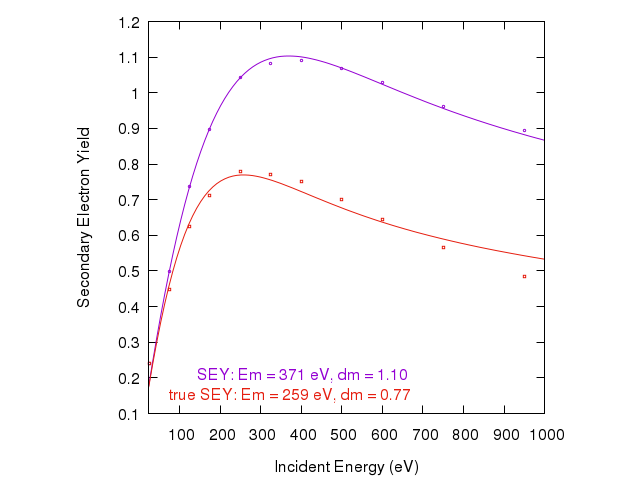 1.2
1.1
1
0.9
0.8
0.7
0.6
0.5
0.4
0.3
0.2
0.1
Secondary Electron Yield
SEY: Em = 371 eV, dm = 1.10
true SEY: Em = 259 eV, dm = 0.77
100 200 300 400 500 600 700 800 900 1000
Incident Energy (eV)